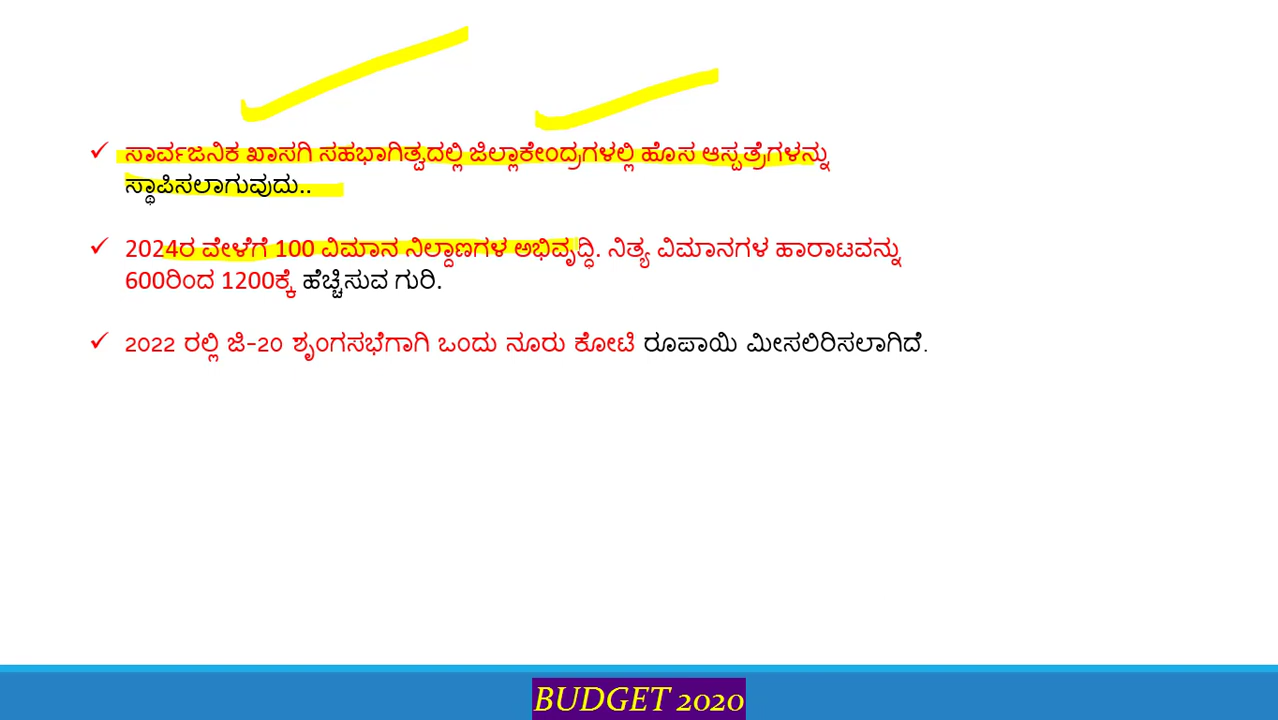 ಸಾರ್ವಜನಿಕ ಖಾಸಗಿ ಸಹಭಾಗಿತ್ವದಲ್ಲಿ ಜಿಲ್ಲಾಕೇಂದ್ರಗಳಲ್ಲಿ ಹೊಸ ಆಸ್ಪತ್ರೆಗಳನ್ನು
ಸ್ಥಾಪಿಸಲಾಗುವುದು..
2024ರ ವೇಳೆಗೆ 100 ವಿಮಾನ ನಿಲ್ದಾಣಗಳ ಅಭಿವೃದ್ಧಿ. ನಿತ್ಯ ವಿಮಾನಗಳ ಹಾರಾಟವನ್ನು
600ರಿಂದ 1200ಕ್ಕೆ ಹೆಚ್ಚಿಸುವ ಗುರಿ.
2022 ರಲ್ಲಿ ಜಿ-20 ಶೃಂಗಸಭೆಗಾಗಿ ಒಂದು ನೂರು ಕೋಟಿ ರೂಪಾಯಿ ಮೀಸಲಿರಿಸಲಾಗಿದೆ.
BUDGET 2020